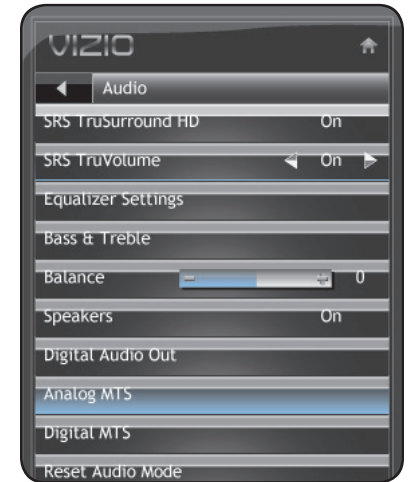 VIZIO
Audio
SRS TruSurround HD On
SRS TruVolume On
Equalizer Settings
Bass & Treble
Balance 0
Speakers On
Digital Audio Out
Analog MTS
Digital MTS
Reset Audio Mode